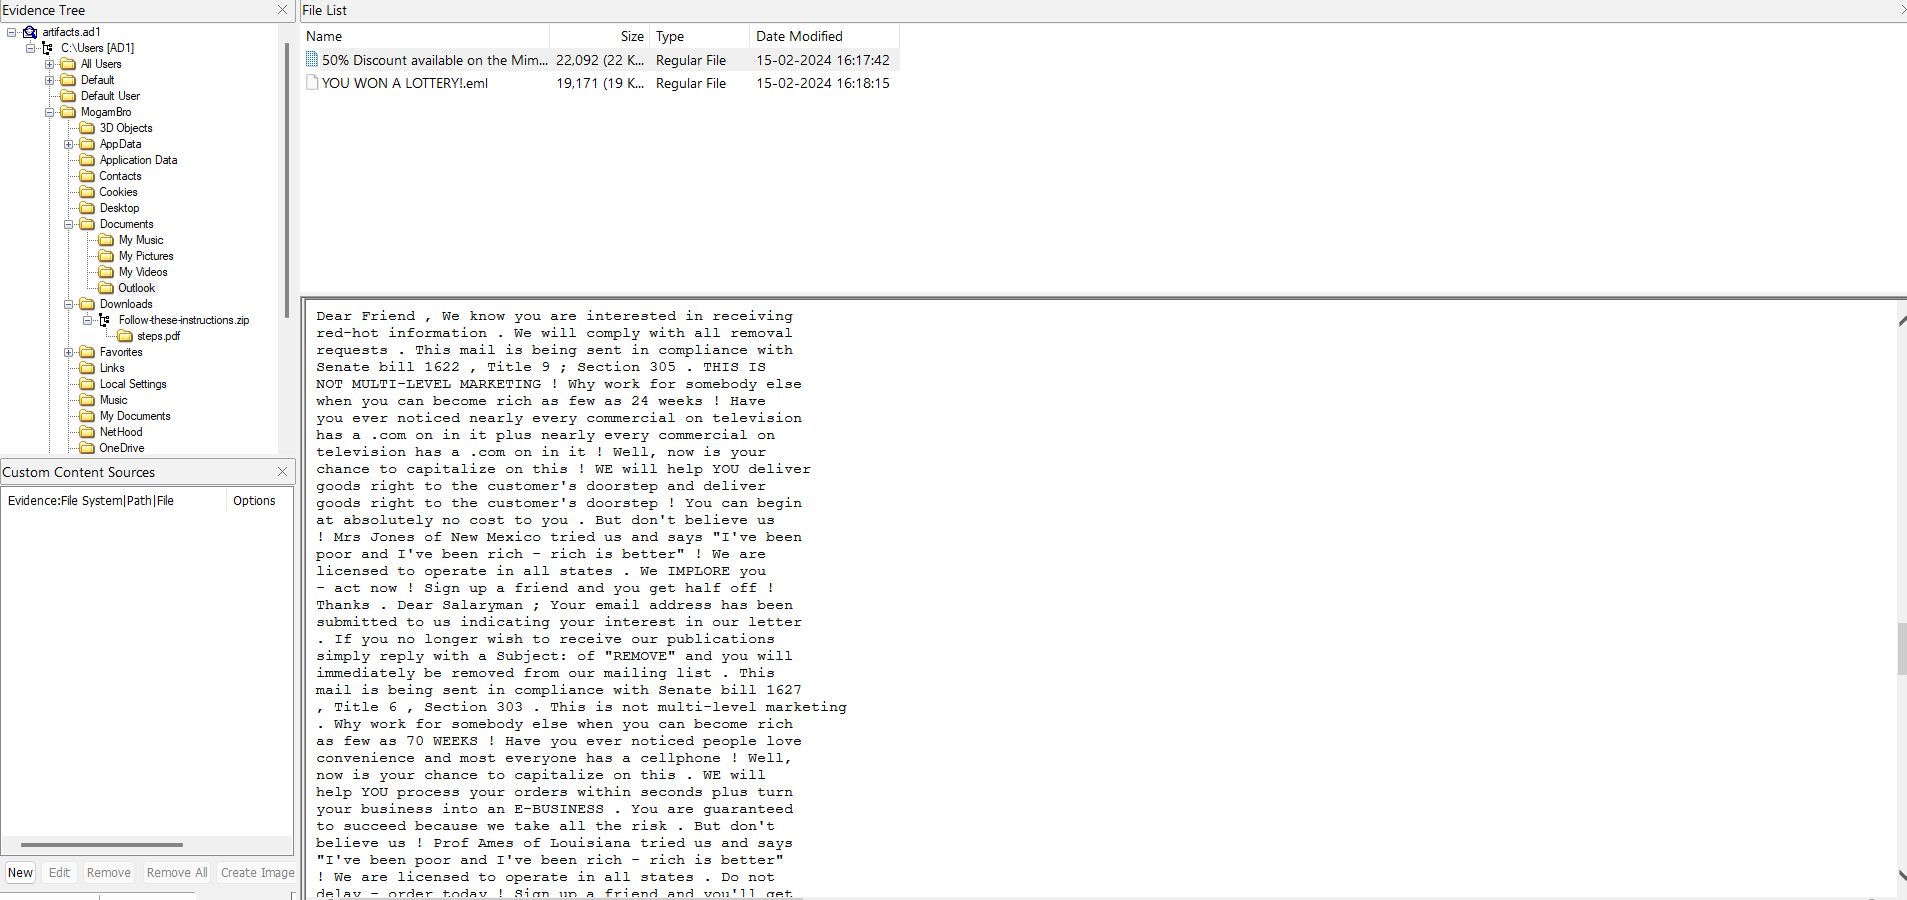 Evidence Tree
artifacts.ad1
C:\Users [AD1]
All Users
Default
Default User
MogamBro
3D Objects
AppData
Application Data
Contacts
Cookies
Desktop
Documents
My Music
My Pictures
My Videos
Outlook
Downloads
Follow-these-instructions.zip
steps.pdf
Favorites
Links
Local Settings
Music
My Documents
NetHood
OneDrive
Custom Content Sources
Evidence:File System|Path|File Options
New Edit Remove Remove All Create Image
File List
Name Size Type Date Modified
50% Discount available on the Mim... 22,092 (22 K... Regular File 15-02-2024 16:17:42
YOU WON A LOTTERY!.eml 19,171 (19 K... Regular File 15-02-2024 16:18:15
Dear Friend , We know you are interested in receiving
red-hot information . We will comply with all removal
requests . This mail is being sent in compliance with
Senate bill 1622 , Title 9 ; Section 305 . THIS IS
NOT MULTI-LEVEL MARKETING ! Why work for somebody else
when you can become rich as few as 24 weeks ! Have
you ever noticed nearly every commercial on television
has a .com on in it plus nearly every commercial on
television has a .com on in it ! Well, now is your
chance to capitalize on this ! WE will help YOU deliver
goods right to the customer's doorstep and deliver
goods right to the customer's doorstep ! You can begin
at absolutely no cost to you . But don't believe us
! Mrs Jones of New Mexico tried us and says "I've been
poor and I've been rich - rich is better" ! We are
licensed to operate in all states . We IMPLORE you
- act now ! Sign up a friend and you get half off !
Thanks . Dear Salaryman ; Your email address has been
submitted to us indicating your interest in our letter
. If you no longer wish to receive our publications
simply reply with a Subject: of "REMOVE" and you will
immediately be removed from our mailing list . This
mail is being sent in compliance with Senate bill 1627
, Title 6 , Section 303 . This is not multi-level marketing
. Why work for somebody else when you can become rich
as few as 70 WEEKS ! Have you ever noticed people love
convenience and most everyone has a cellphone ! Well,
now is your chance to capitalize on this . WE will
help YOU process your orders within seconds plus turn
your business into an E-BUSINESS . You are guaranteed
to succeed because we take all the risk . But don't
believe us ! Prof Ames of Louisiana tried us and says
"I've been poor and I've been rich - rich is better"
! We are licensed to operate in all states . Do not
delay - order today ! Sign up a friend and you'll get